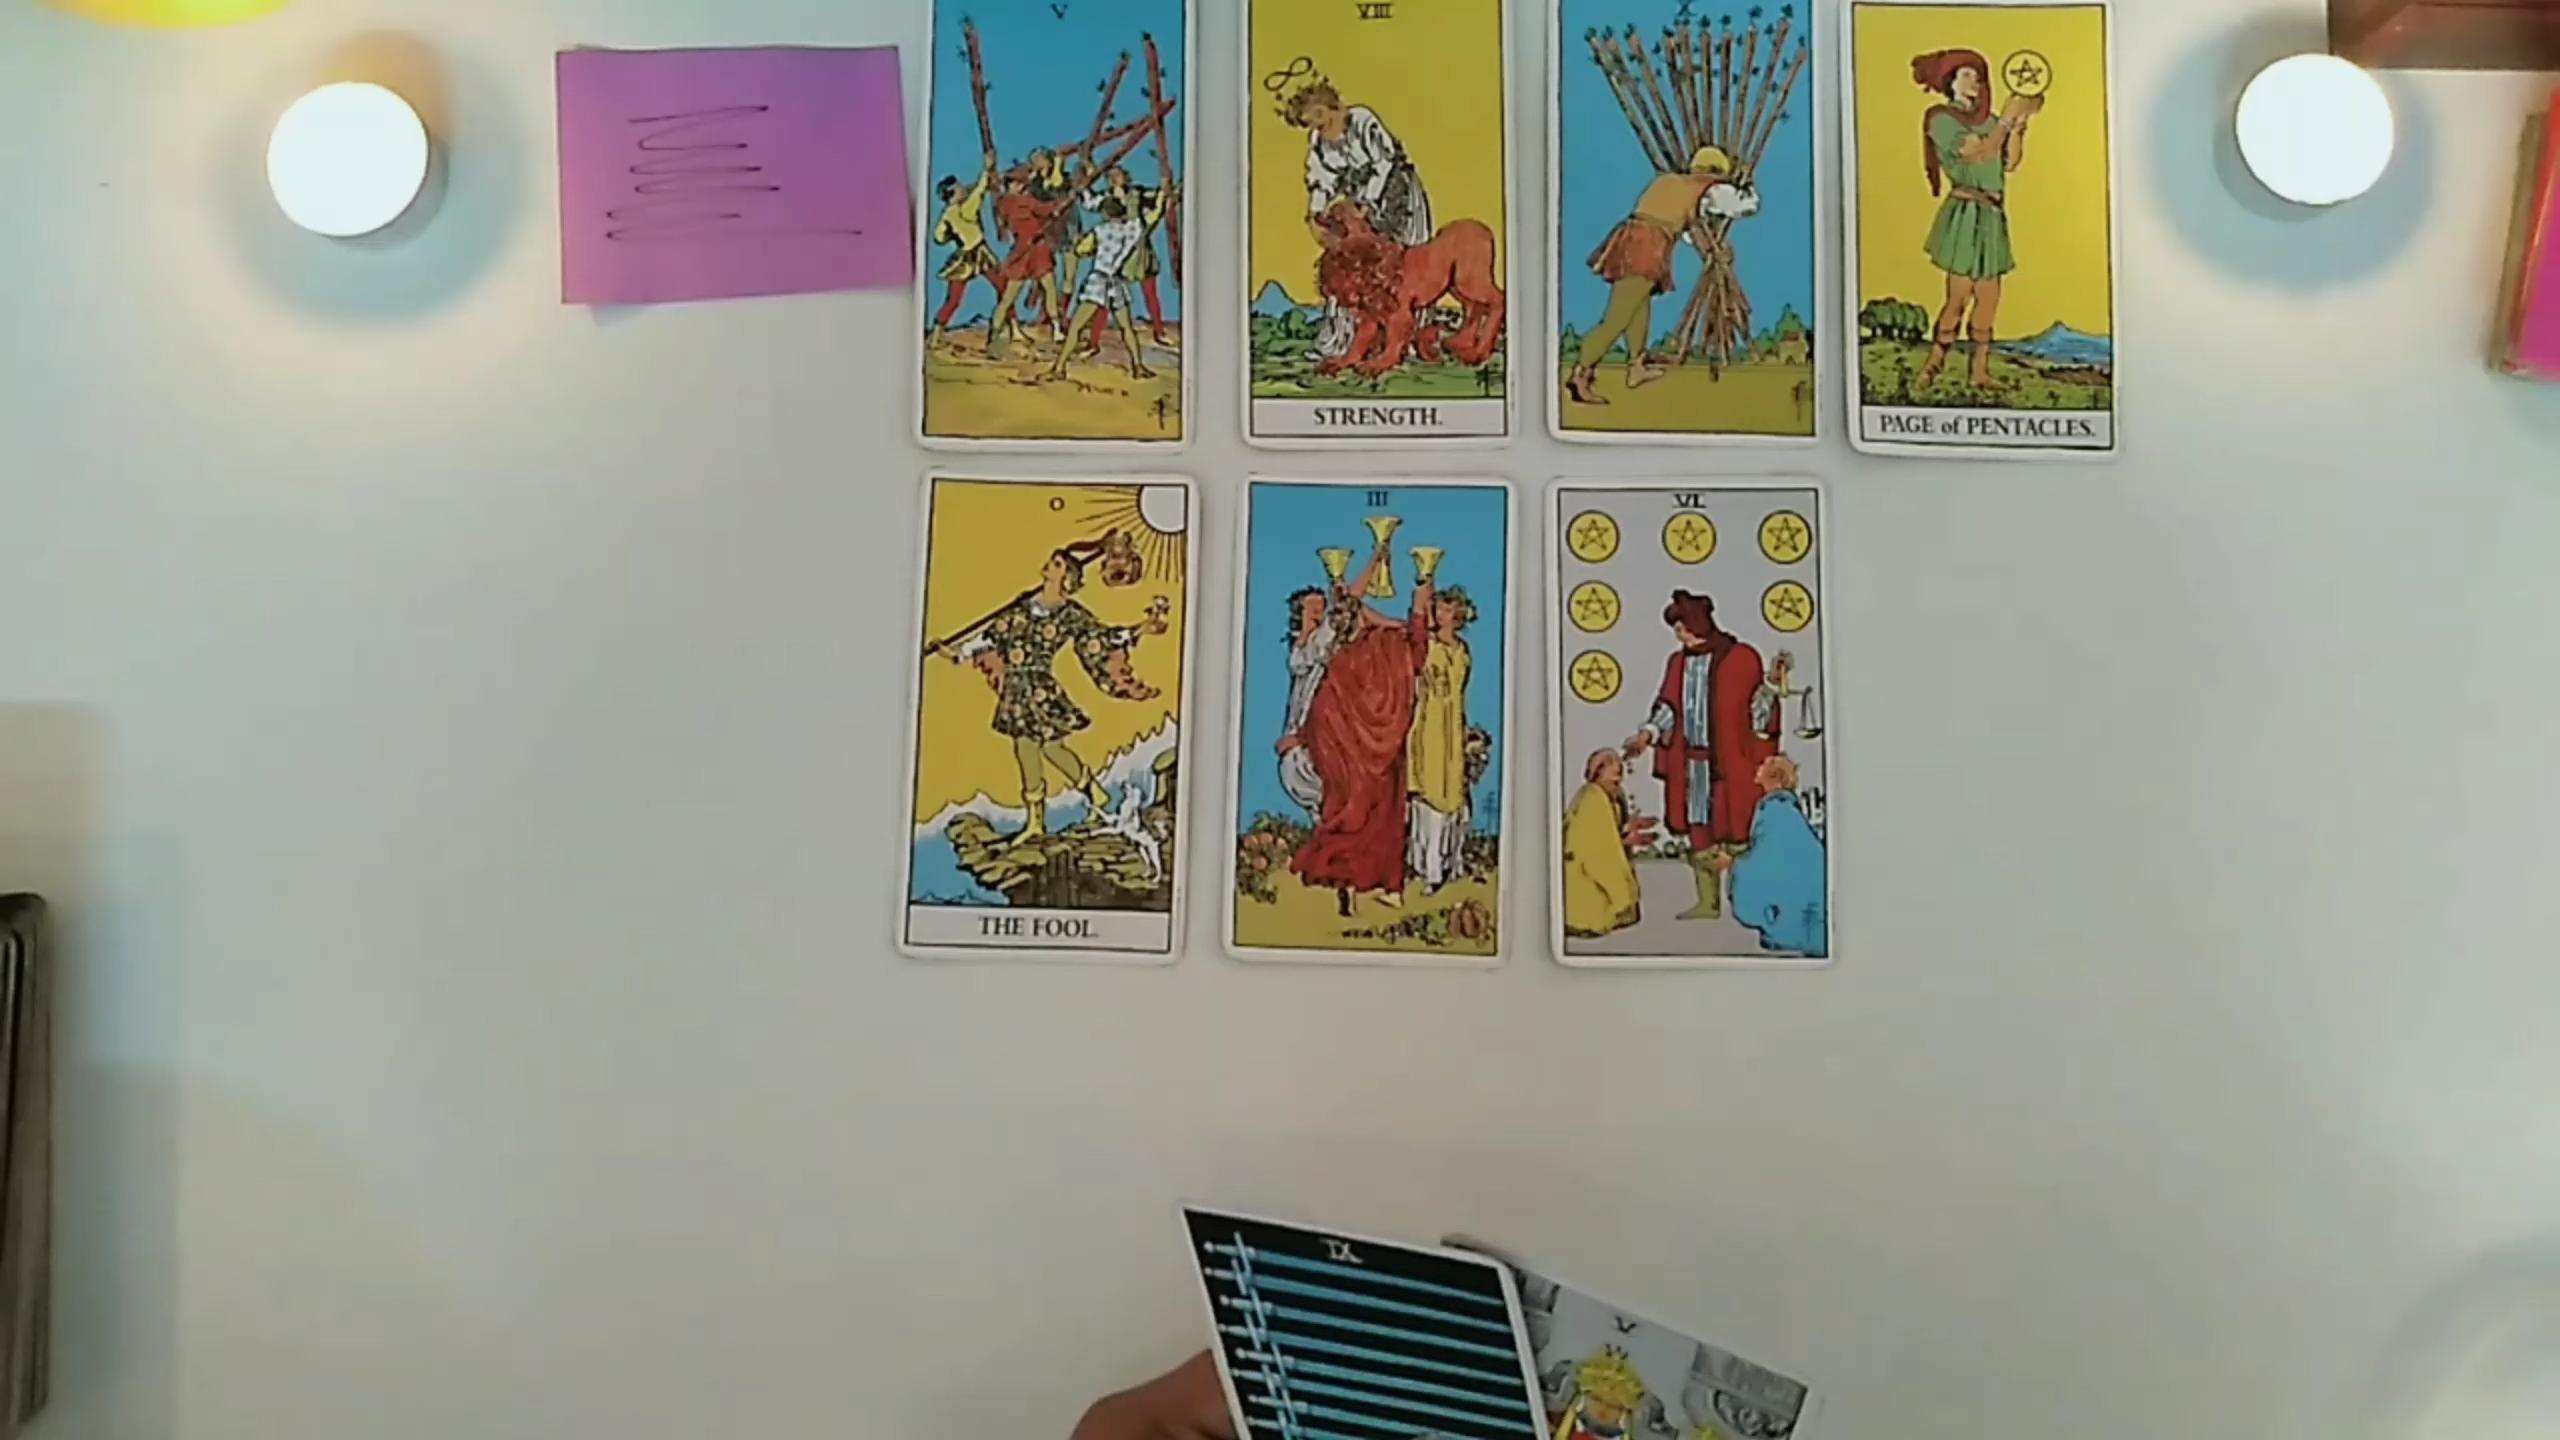 V
VIII
X
STRENGTH.
PAGE of PENTACLES.
0
III
VI
THE FOOL.
IX
V